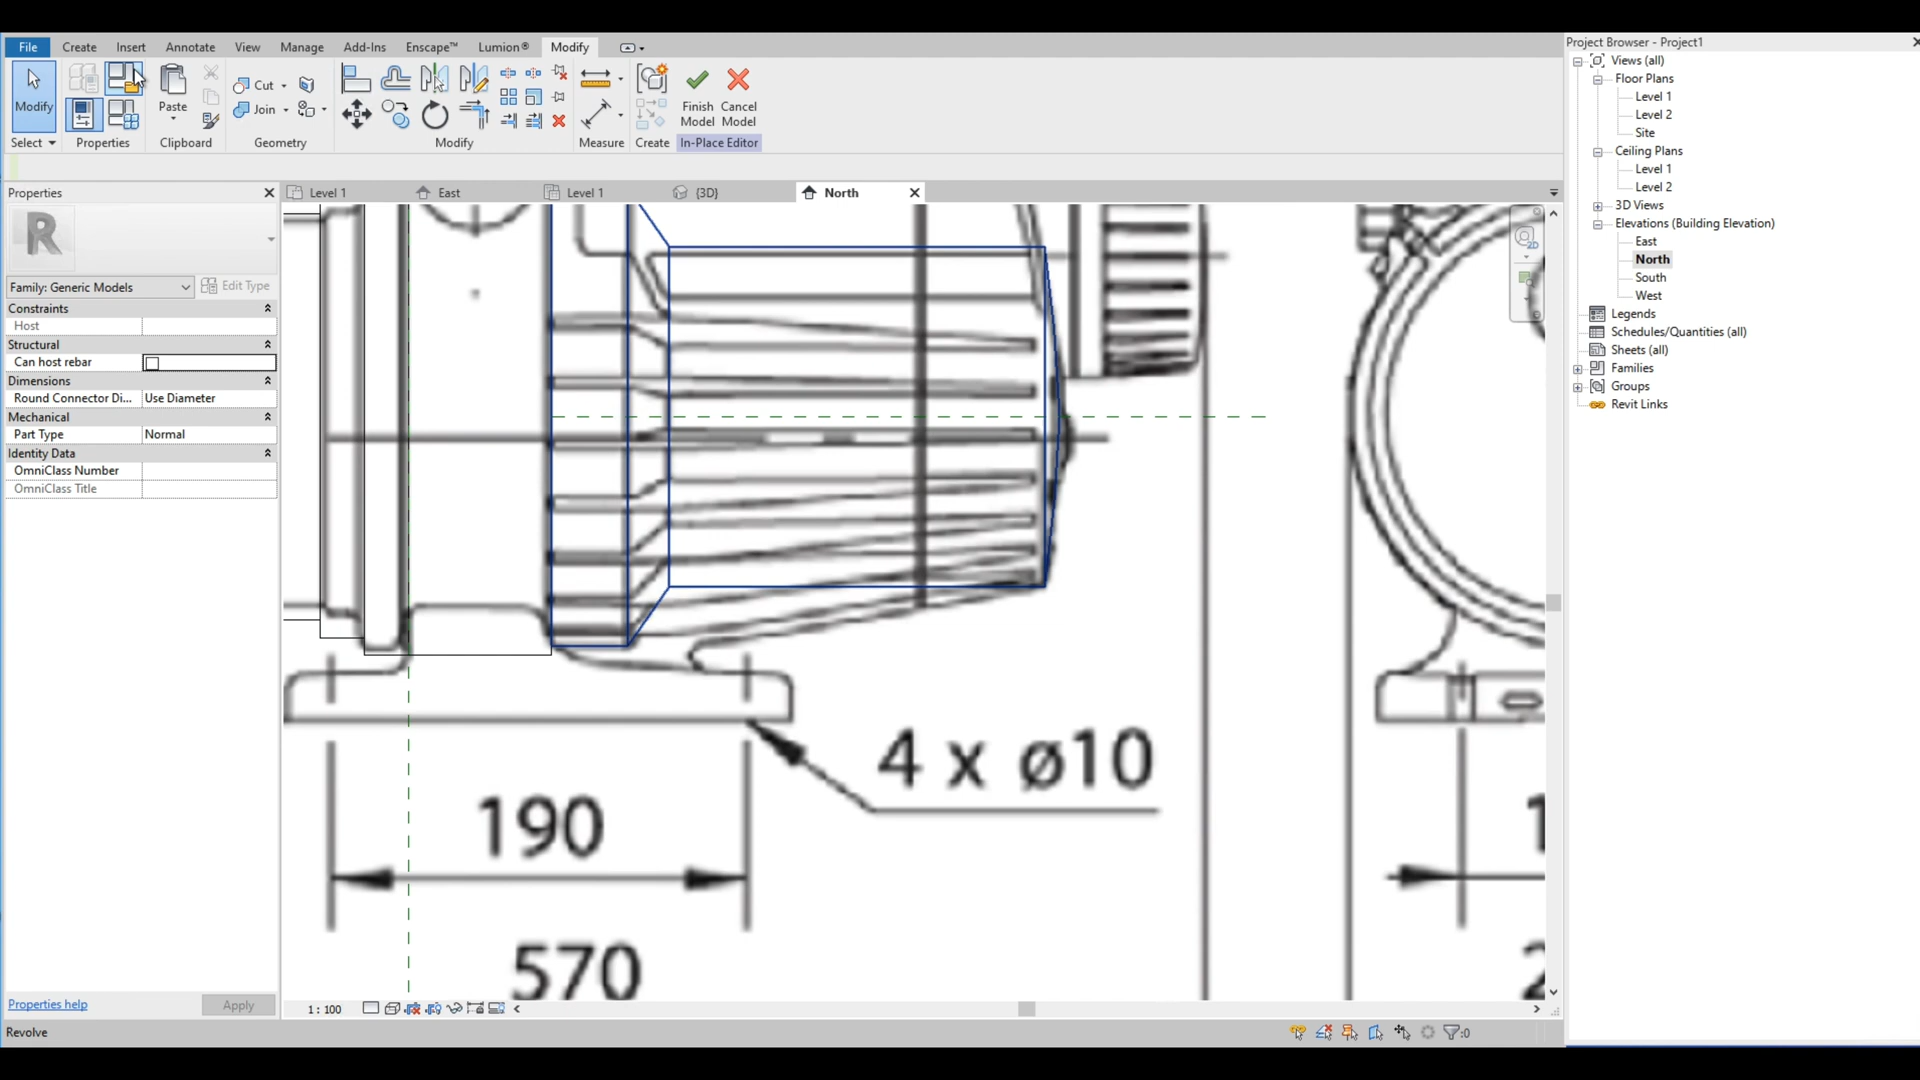 File Create Insert Annotate View Manage Add-Ins Enscape™ Lumion® Modify
Modify
Paste
Cut
Join
Finish Model
Cancel Model
Select Properties Clipboard Geometry Modify Measure Create In-Place Editor
Properties
Level 1 East Level 1 {3D} North
R
Family: Generic Models Edit Type
Constraints
Host
Structural
Can host rebar
Dimensions
Round Connector Di... Use Diameter
Mechanical
Part Type Normal
Identity Data
OmniClass Number
OmniClass Title
Properties help Apply
2D
4 x ø10
190
570
1 : 100
Revolve
:0
Project Browser - Project1
Views (all)
Floor Plans
Level 1
Level 2
Site
Ceiling Plans
Level 1
Level 2
3D Views
Elevations (Building Elevation)
East
North
South
West
Legends
Schedules/Quantities (all)
Sheets (all)
Families
Groups
Revit Links